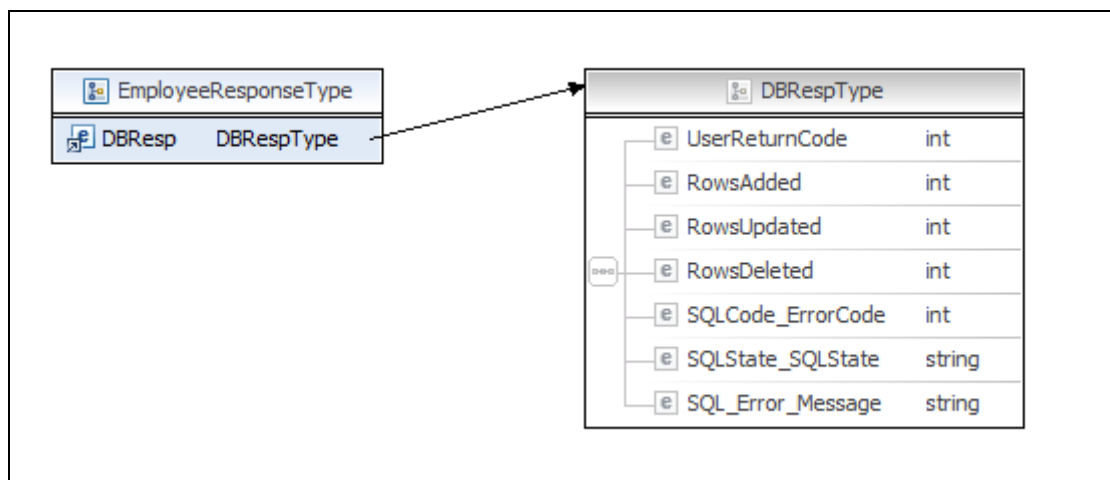 EmployeeResponseType
DBResp DBRespType
DBRespType
UserReturnCode int
RowsAdded int
RowsUpdated int
RowsDeleted int
SQLCode_ErrorCode int
SQLState_SQLState string
SQL_Error_Message string